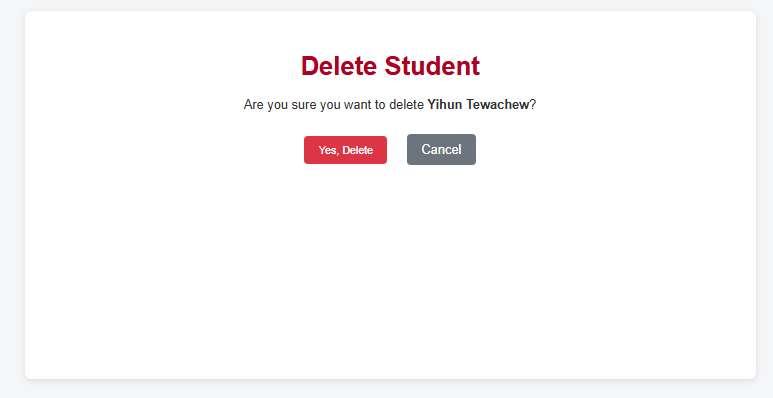 Delete Student
Are you sure you want to delete Yihun Tewachew?
Yes, Delete Cancel